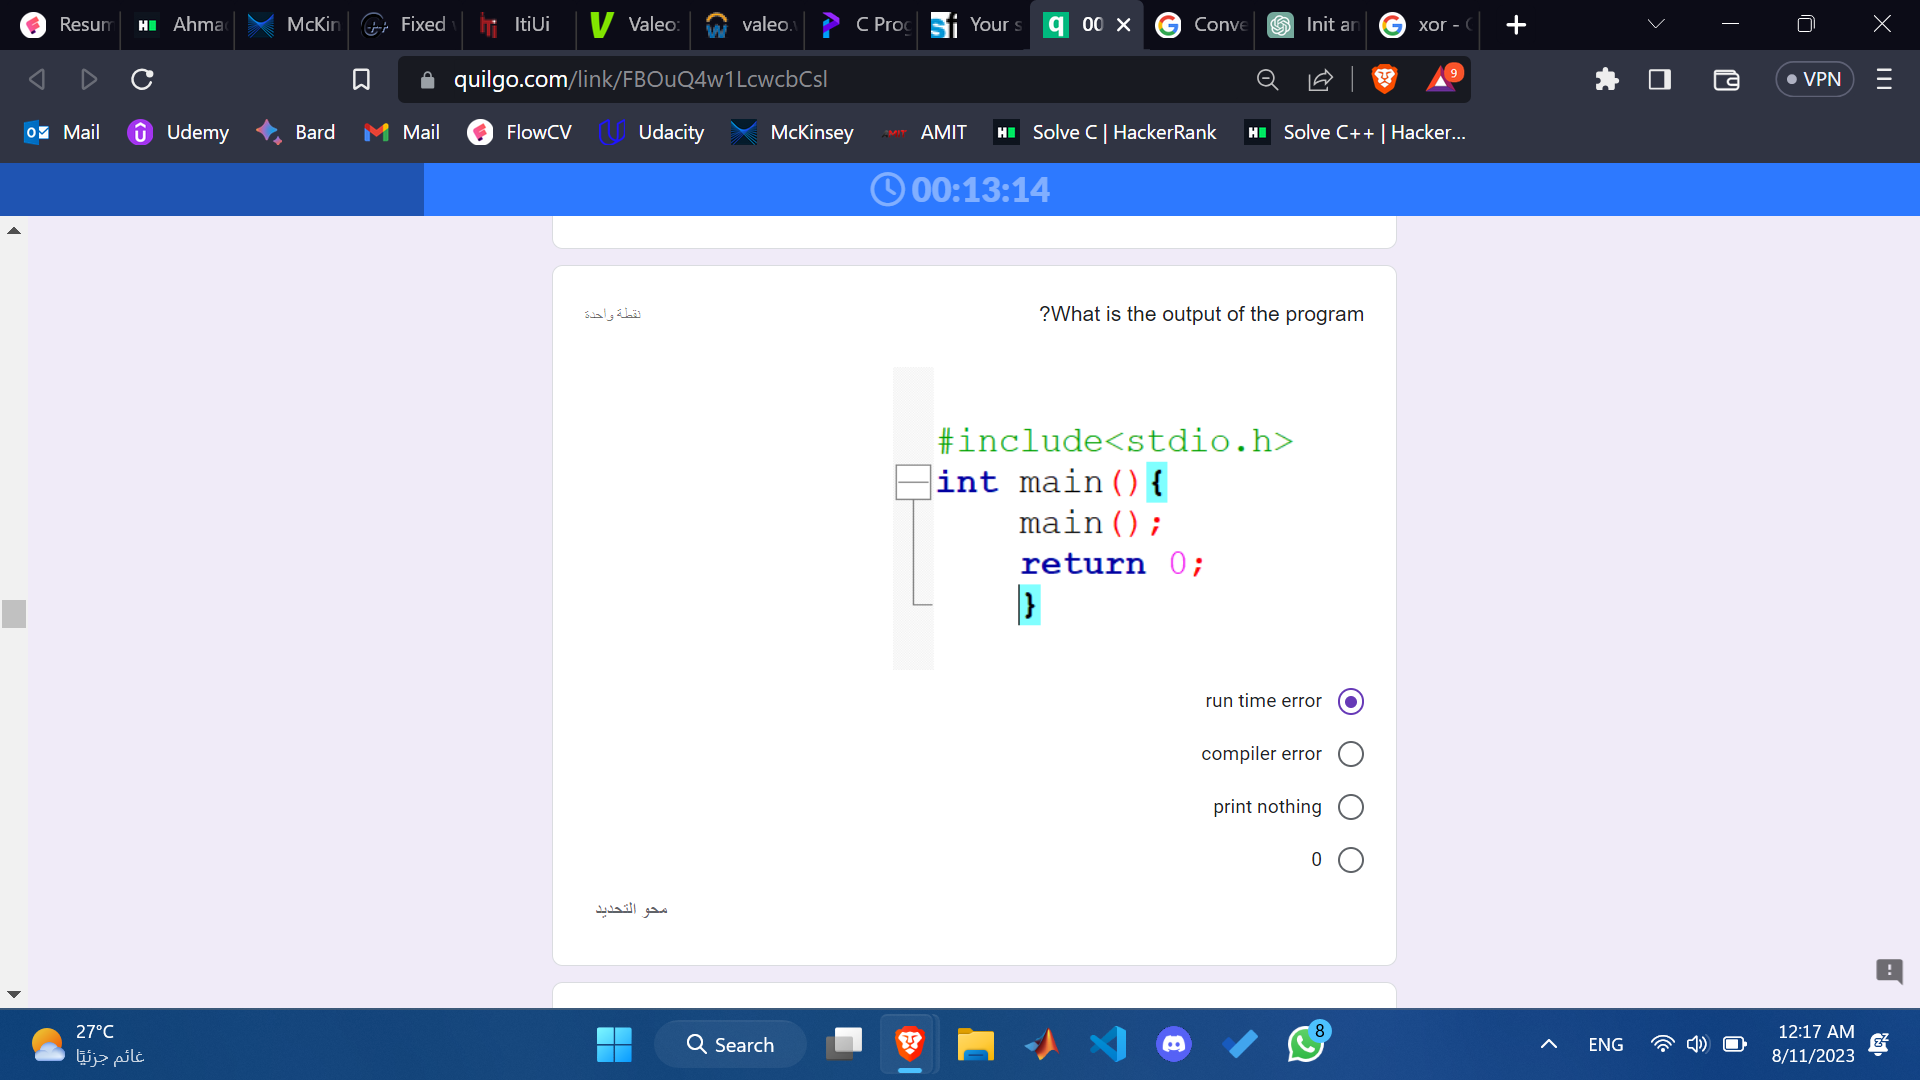 Resum
Ahma
McKin
Fixed
ItiUi
Valeo:
valeo.
C Prog
Your s
00
Conve
Init an
xor -
quilgo.com/link/FBOuQ4w1LcwcbCsl
9
VPN
Mail
Udemy
Bard
Mail
FlowCV
Udacity
McKinsey
AMIT
Solve C | HackerRank
Solve C++ | Hacker...
00:13:14
?What is the output of the program
نقطة واحدة
#include<stdio.h>
int main(){
main();
return 0;
}
run time error
compiler error
print nothing
0
محو التحديد
27°C
غائم جزئيًا
Search
8
ENG
12:17 AM
8/11/2023